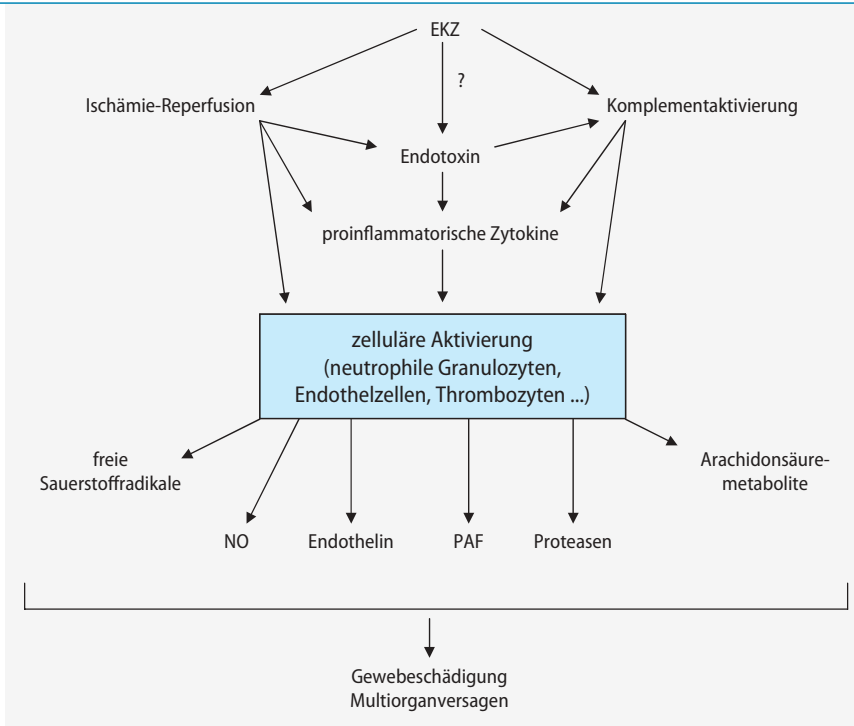 EKZ
?
Ischämie-Reperfusion
Komplementaktivierung
Endotoxin
proinflammatorische Zytokine
zelluläre Aktivierung
(neutrophile Granulozyten,
Endothelzellen, Thrombozyten ...)
freie
Sauerstoffradikale
Arachidonsäure-
metabolite
NO
Endothelin
PAF
Proteasen
Gewebeschädigung
Multiorganversagen